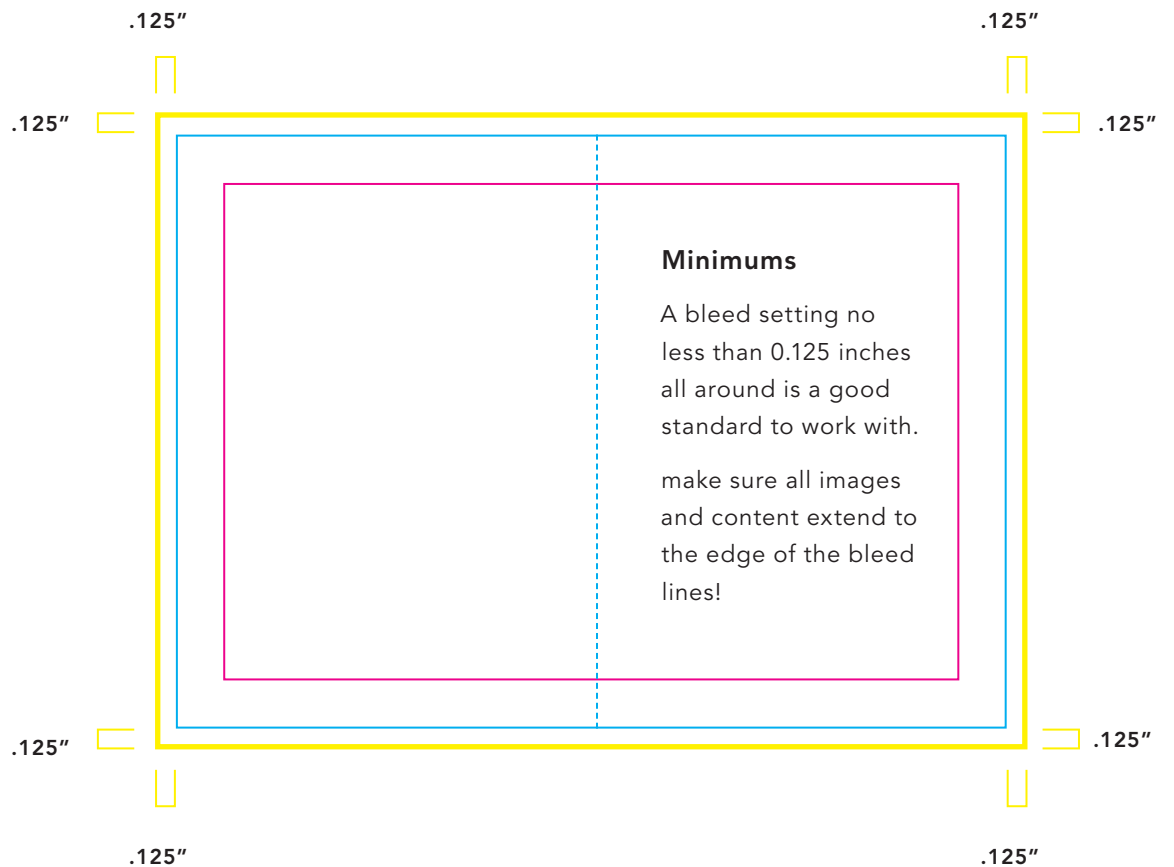 .125”
.125”
.125”
.125”
Minimums
A bleed setting no
less than 0.125 inches
all around is a good
standard to work with.
make sure all images
and content extend to
the edge of the bleed
lines!
.125”
.125”
.125”
.125”